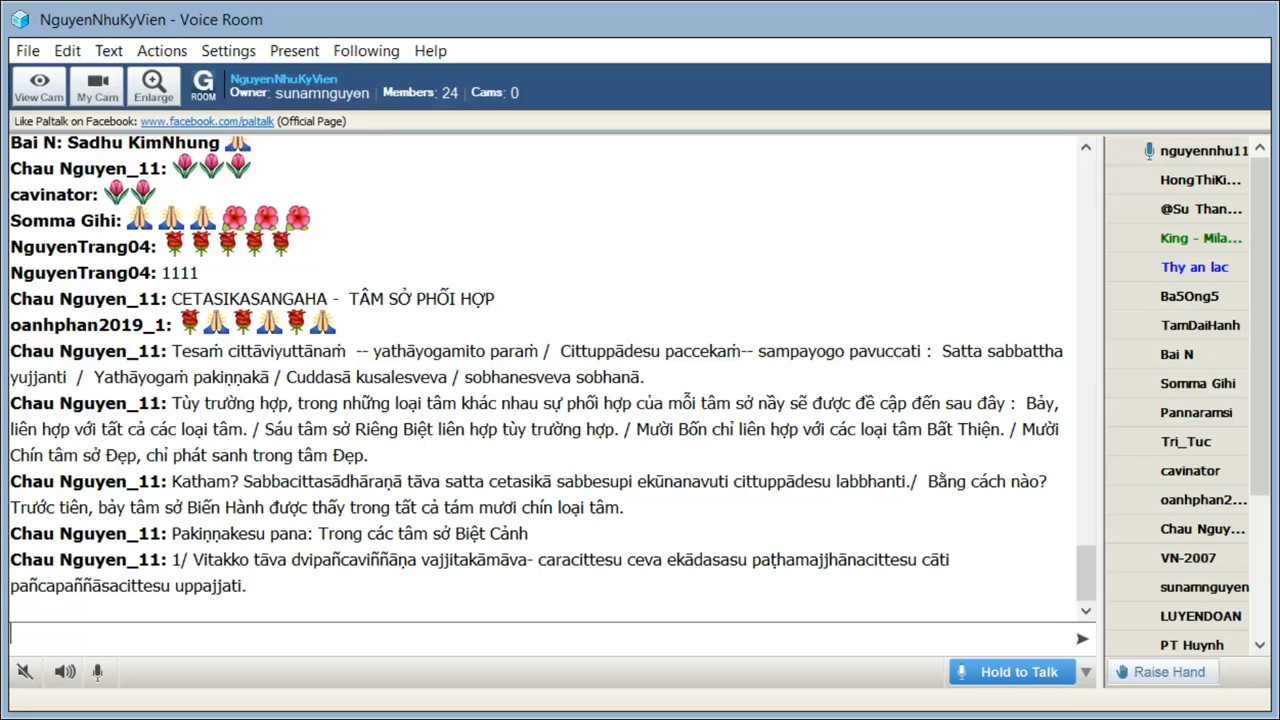 NguyenNhuKyVien - Voice Room
File Edit Text Actions Settings Present Following Help
View Cam
My Cam
Enlarge
G
ROOM
NguyenNhuKyVien
Owner: sunamnguyen | Members: 24 | Cams: 0
Like Paltalk on Facebook: www.facebook.com/paltalk (Official Page)
Bai N: Sadhu KimNhung
Chau Nguyen_11:
cavinator:
Somma Gihi:
NguyenTrang04:
NguyenTrang04: 1111
Chau Nguyen_11: CETASIKASANGAHA - TÂM SỞ PHỐI HỢP
oanhphan2019_1:
Chau Nguyen_11: Tesaṁ cittāviyuttānaṁ -- yathāyogamito paraṁ / Cittuppādesu paccekaṁ-- sampayogo pavuccati : Satta sabbattha
yujjanti / Yathāyogaṁ pakiṇṇakā / Cuddasā kusalesveva / sobhanesveva sobhanā.
Chau Nguyen_11: Tùy trường hợp, trong những loại tâm khác nhau sự phối hợp của mỗi tâm sở nầy sẽ được đề cập đến sau đây : Bảy,
liên hợp với tất cả các loại tâm. / Sáu tâm sở Riêng Biệt liên hợp tùy trường hợp. / Mười Bốn chỉ liên hợp với các loại tâm Bất Thiện. / Mười
Chín tâm sở Đẹp, chỉ phát sanh trong tâm Đẹp.
Chau Nguyen_11: Katham? Sabbacittasādhāraṇā tāva satta cetasikā sabbesupi ekūnanavuti cittuppādesu labbhanti./ Bằng cách nào?
Trước tiên, bảy tâm sở Biến Hành được thấy trong tất cả tám mươi chín loại tâm.
Chau Nguyen_11: Pakiṇṇakesu pana: Trong các tâm sở Biệt Cảnh
Chau Nguyen_11: 1/ Vitakko tāva dvipañcaviññāṇa vajjitakāmāva- caracittesu ceva ekādasasu paṭhamajjhānacittesu cāti
pañcapaññāsacittesu uppajjati.
Hold to Talk
nguyennhu11
HongThiKi...
@Su Than...
King - Mila...
Thy an lac
Ba5Ong5
TamDaiHanh
Bai N
Somma Gihi
Pannaramsi
Tri_Tuc
cavinator
oanhphan2...
Chau Nguy...
VN-2007
sunamnguyen
LUYENDOAN
PT Huynh
Raise Hand